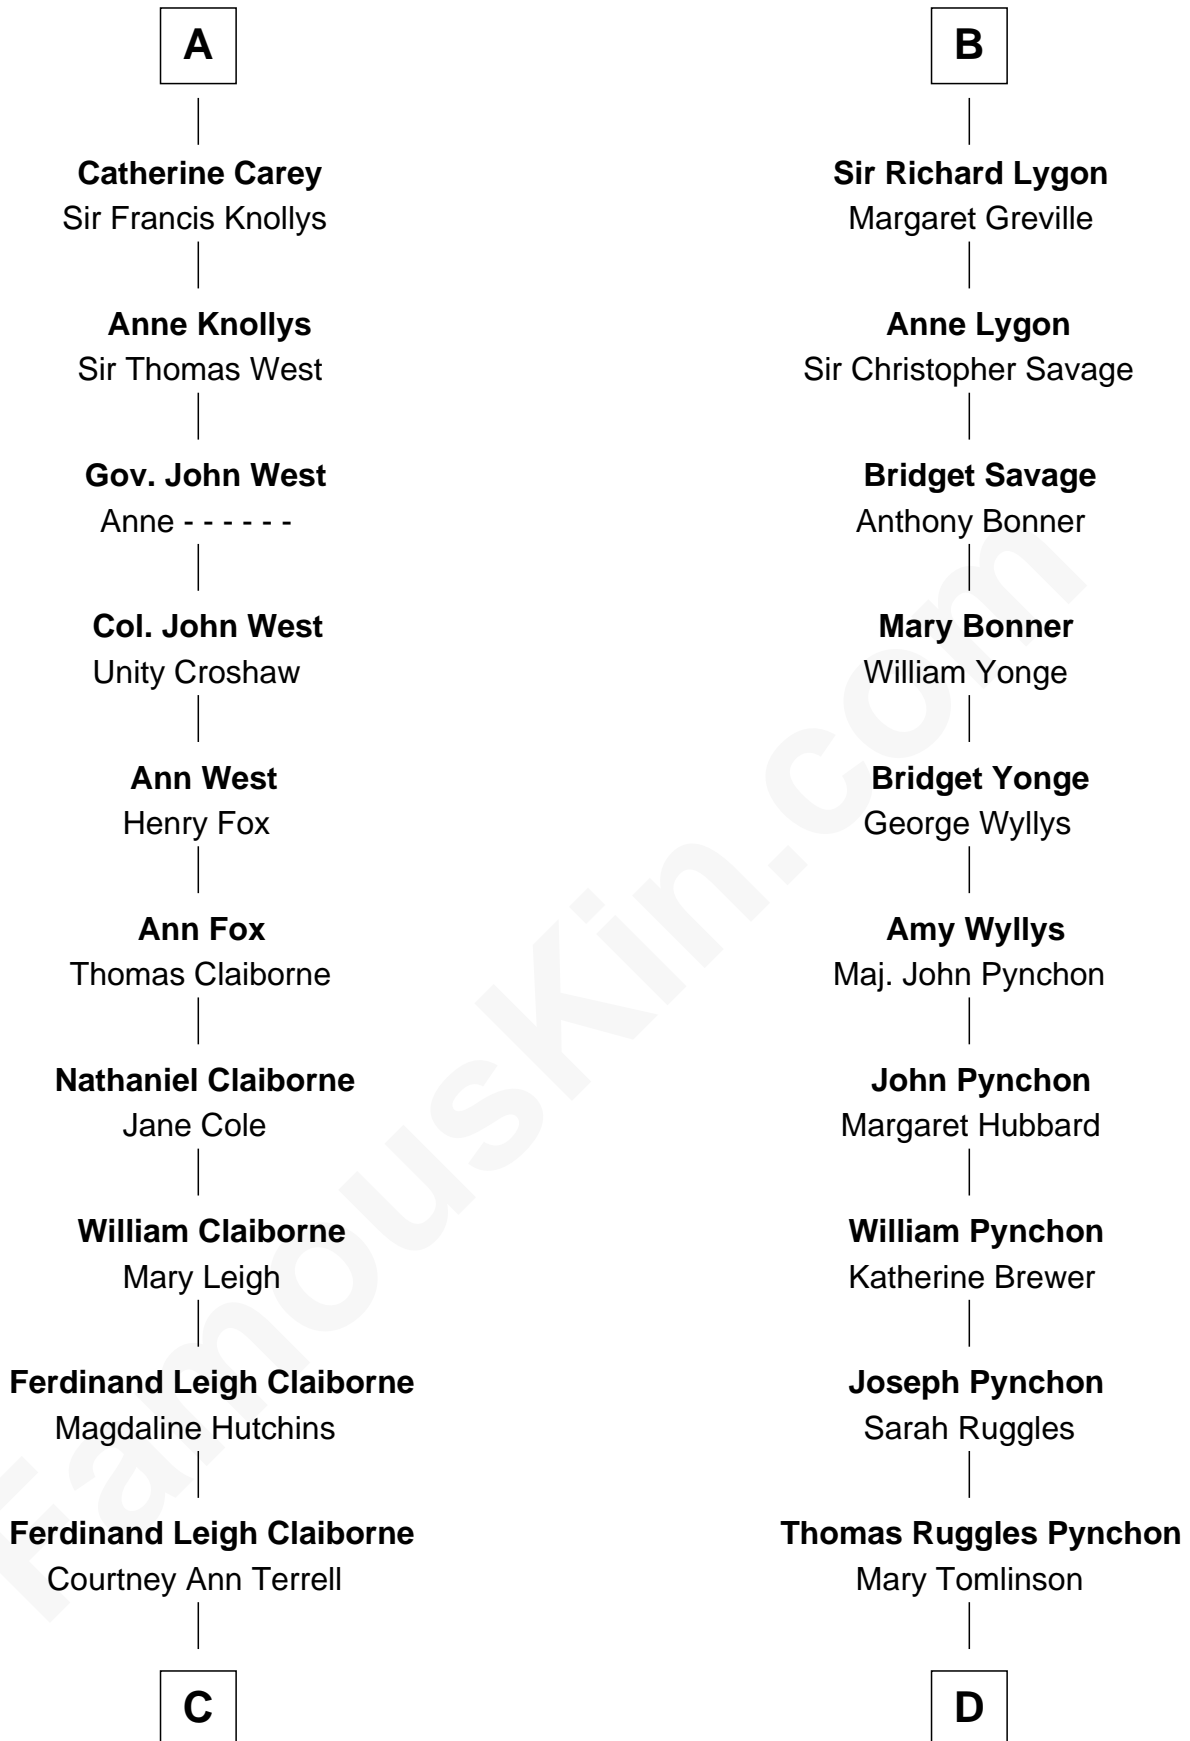 A
Catherine Carey
Sir Francis Knollys
Anne Knollys
Sir Thomas West
Gov. John West
Anne - - - - - -
Col. John West
Unity Croshaw
Ann West
Henry Fox
Ann Fox
Thomas Claiborne
Nathaniel Claiborne
Jane Cole
William Claiborne
Mary Leigh
Ferdinand Leigh Claiborne
Magdaline Hutchins
Ferdinand Leigh Claiborne
Courtney Ann Terrell
C
B
Sir Richard Lygon
Margaret Greville
Anne Lygon
Sir Christopher Savage
Bridget Savage
Anthony Bonner
Mary Bonner
William Yonge
Bridget Yonge
George Wyllys
Amy Wyllys
Maj. John Pynchon
John Pynchon
Margaret Hubbard
William Pynchon
Katherine Brewer
Joseph Pynchon
Sarah Ruggles
Thomas Ruggles Pynchon
Mary Tomlinson
D
FamousKin.com